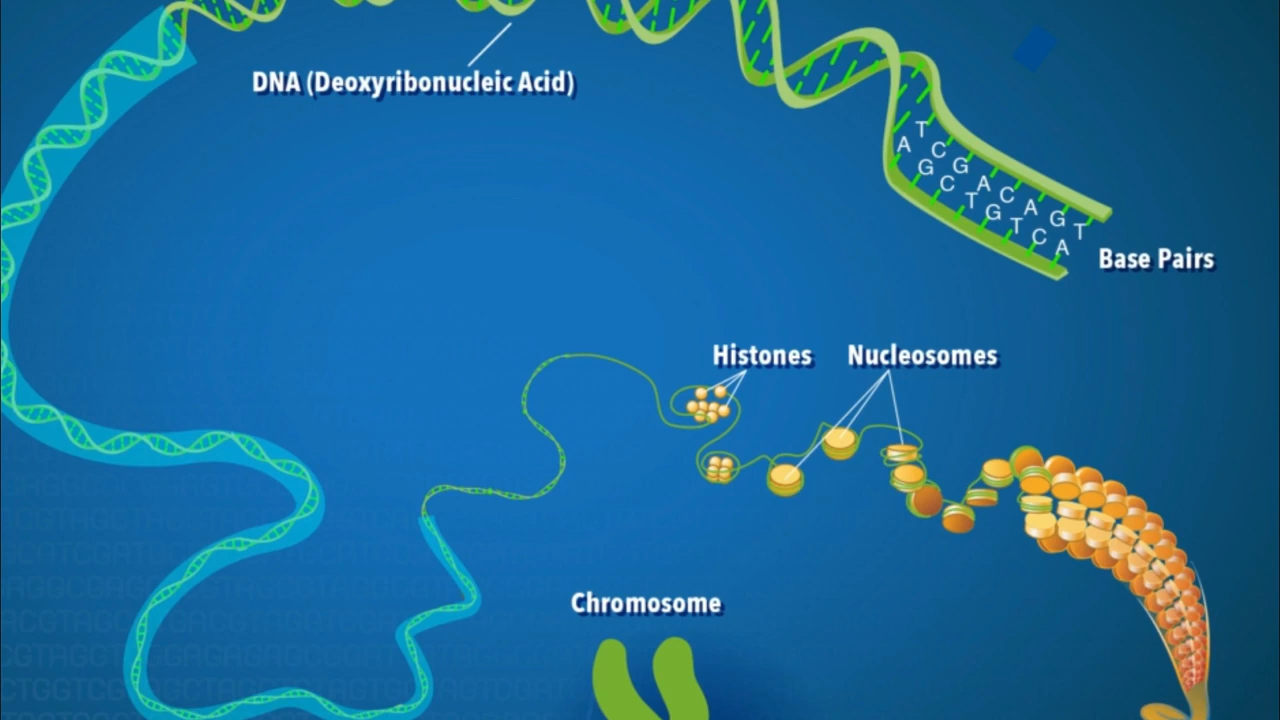 DNA (Deoxyribonucleic Acid)
T C G A C A G T
A G C T G T C A
Base Pairs
Histones
Nucleosomes
Chromosome